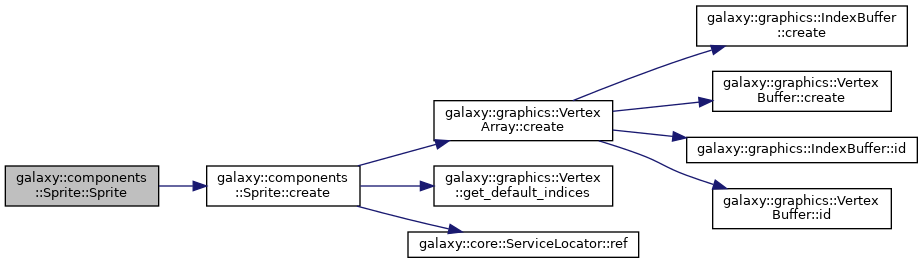 galaxy::components
::Sprite::Sprite
galaxy::components
::Sprite::create
galaxy::graphics::Vertex
Array::create
galaxy::graphics::IndexBuffer
::create
galaxy::graphics::Vertex
Buffer::create
galaxy::graphics::IndexBuffer::id
galaxy::graphics::Vertex
Buffer::id
galaxy::graphics::Vertex
::get_default_indices
galaxy::core::ServiceLocator::ref